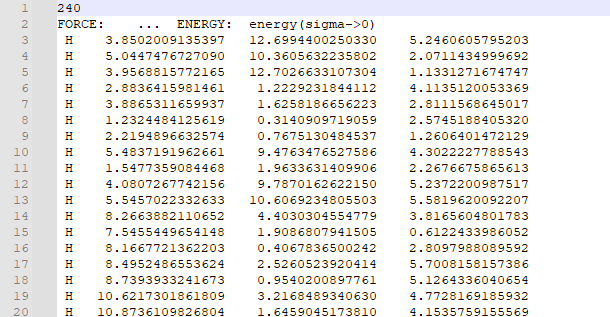 1 240
2 FORCE: ... ENERGY: energy(sigma->0)
3 H 3.8502009135397 12.6994400250330 5.2460605795203
4 H 5.0447476727090 10.3605632235802 2.0711434999692
5 H 3.9568815772165 12.7026633107304 1.1331271674747
6 H 2.8836415981461 1.2229231844112 4.1135120053369
7 H 3.8865311659937 1.6258186656223 2.8111568645017
8 H 1.2324484125619 0.3140909719059 2.5745188405320
9 H 2.2194896632574 0.7675130484537 1.2606401472129
10 H 5.4837191962661 9.4763476527586 4.3022227788543
11 H 1.5477359084468 1.9633631409906 2.2676675865613
12 H 4.0807267742156 9.7870162622150 5.2372200987517
13 H 5.5457022332633 10.6069234805503 5.5819620092207
14 H 8.2663882110652 4.4030304554779 3.8165604801783
15 H 7.5455449654148 1.9086807941505 0.6122433986052
16 H 8.1667721362203 0.4067836500242 2.8097988089592
17 H 8.4952486553624 2.5260523920414 5.7008158157386
18 H 8.7393933241673 0.9540200897761 5.1264336040654
19 H 10.6217301861809 3.2168489340630 4.7728169185932
20 H 10.8736109826804 1.6459045173810 4.1535759155569